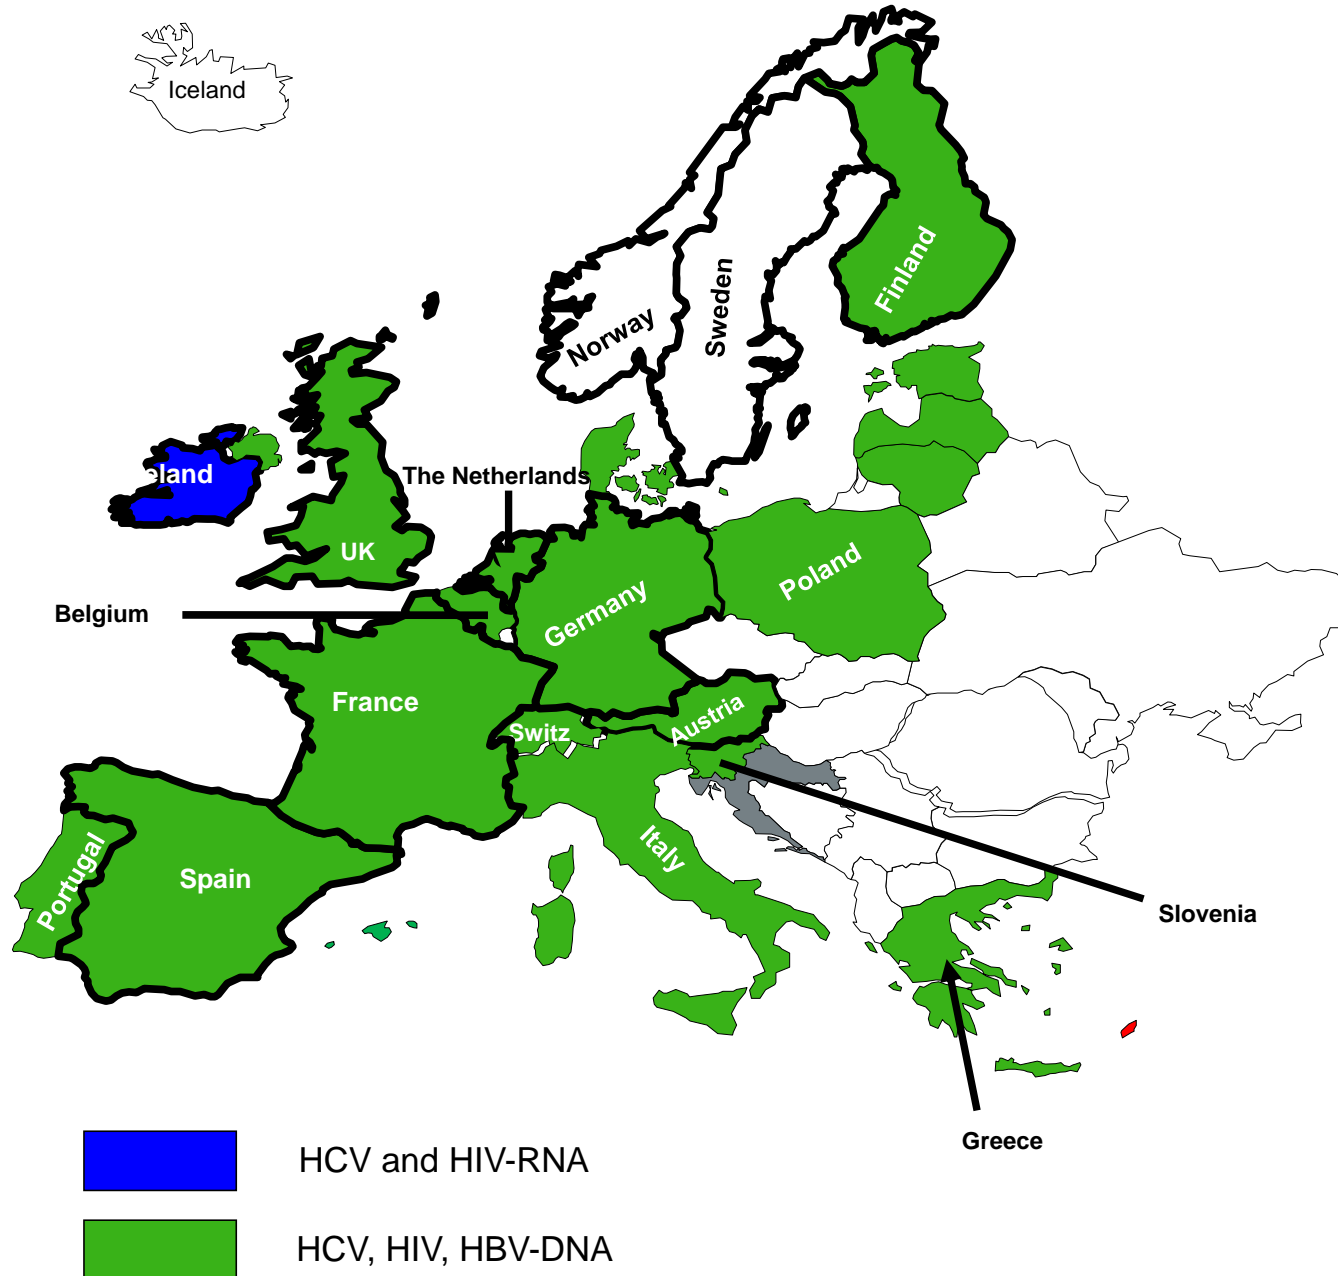 Iceland
Finland
Sweden
Norway
eland
The Netherlands
UK
Poland
Germany
Belgium
France
Austria
Switz
Italy
Portugal
Spain
Slovenia
Greece
HCV and HIV-RNA
HCV, HIV, HBV-DNA